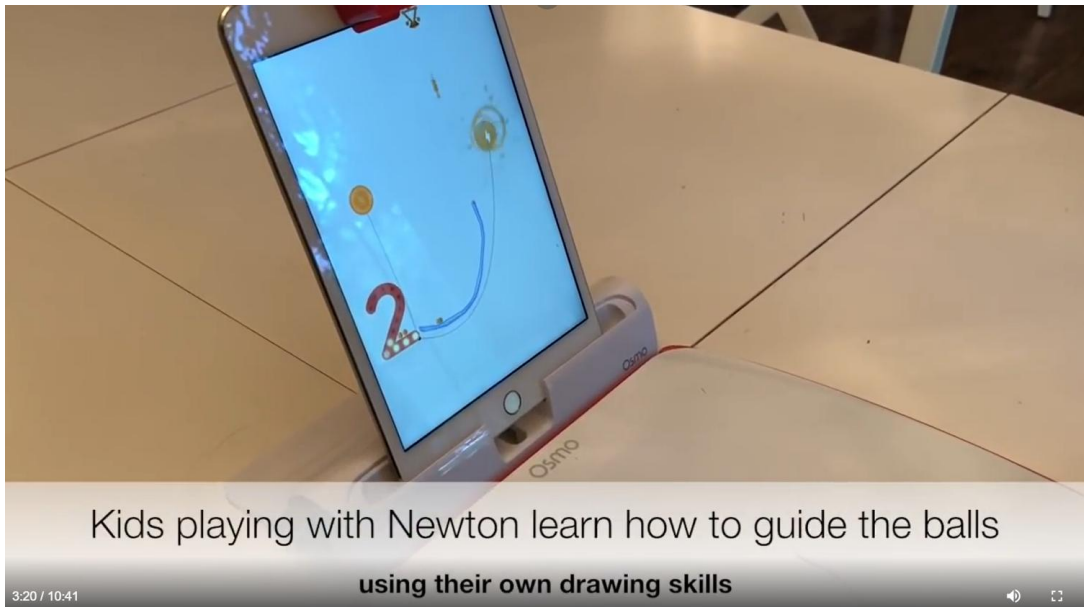 2
Osmo
Osmo
Kids playing with Newton learn how to guide the balls
using their own drawing skills
3:20 / 10:41